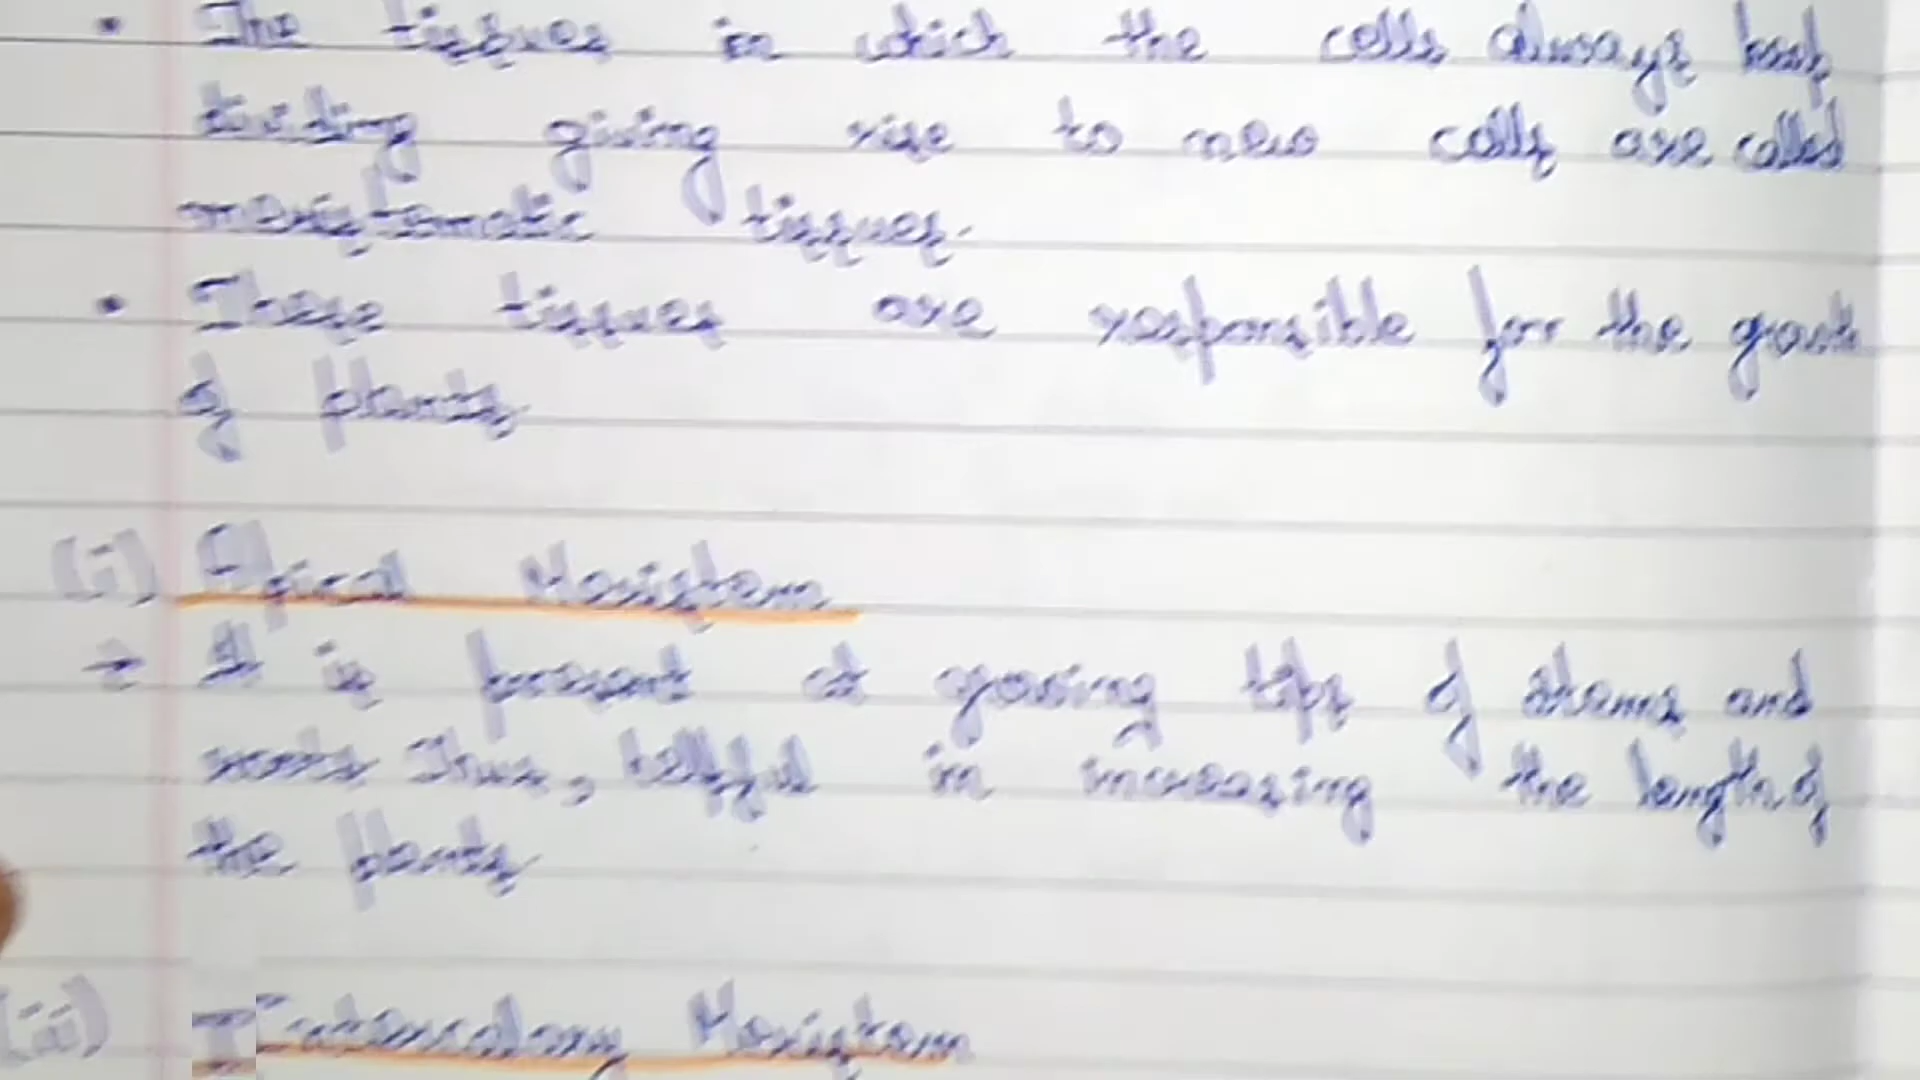 • The tissues in which the cells always keep
dividing giving rise to new cells are called
meristematic tissues.
• These tissues are responsible for the growth
of plants
(i) Apical Meristem
→ It is present at growing tips of stems and
roots Thus, helpful in increasing the length of
the plants
(ii) Intercalary Meristem